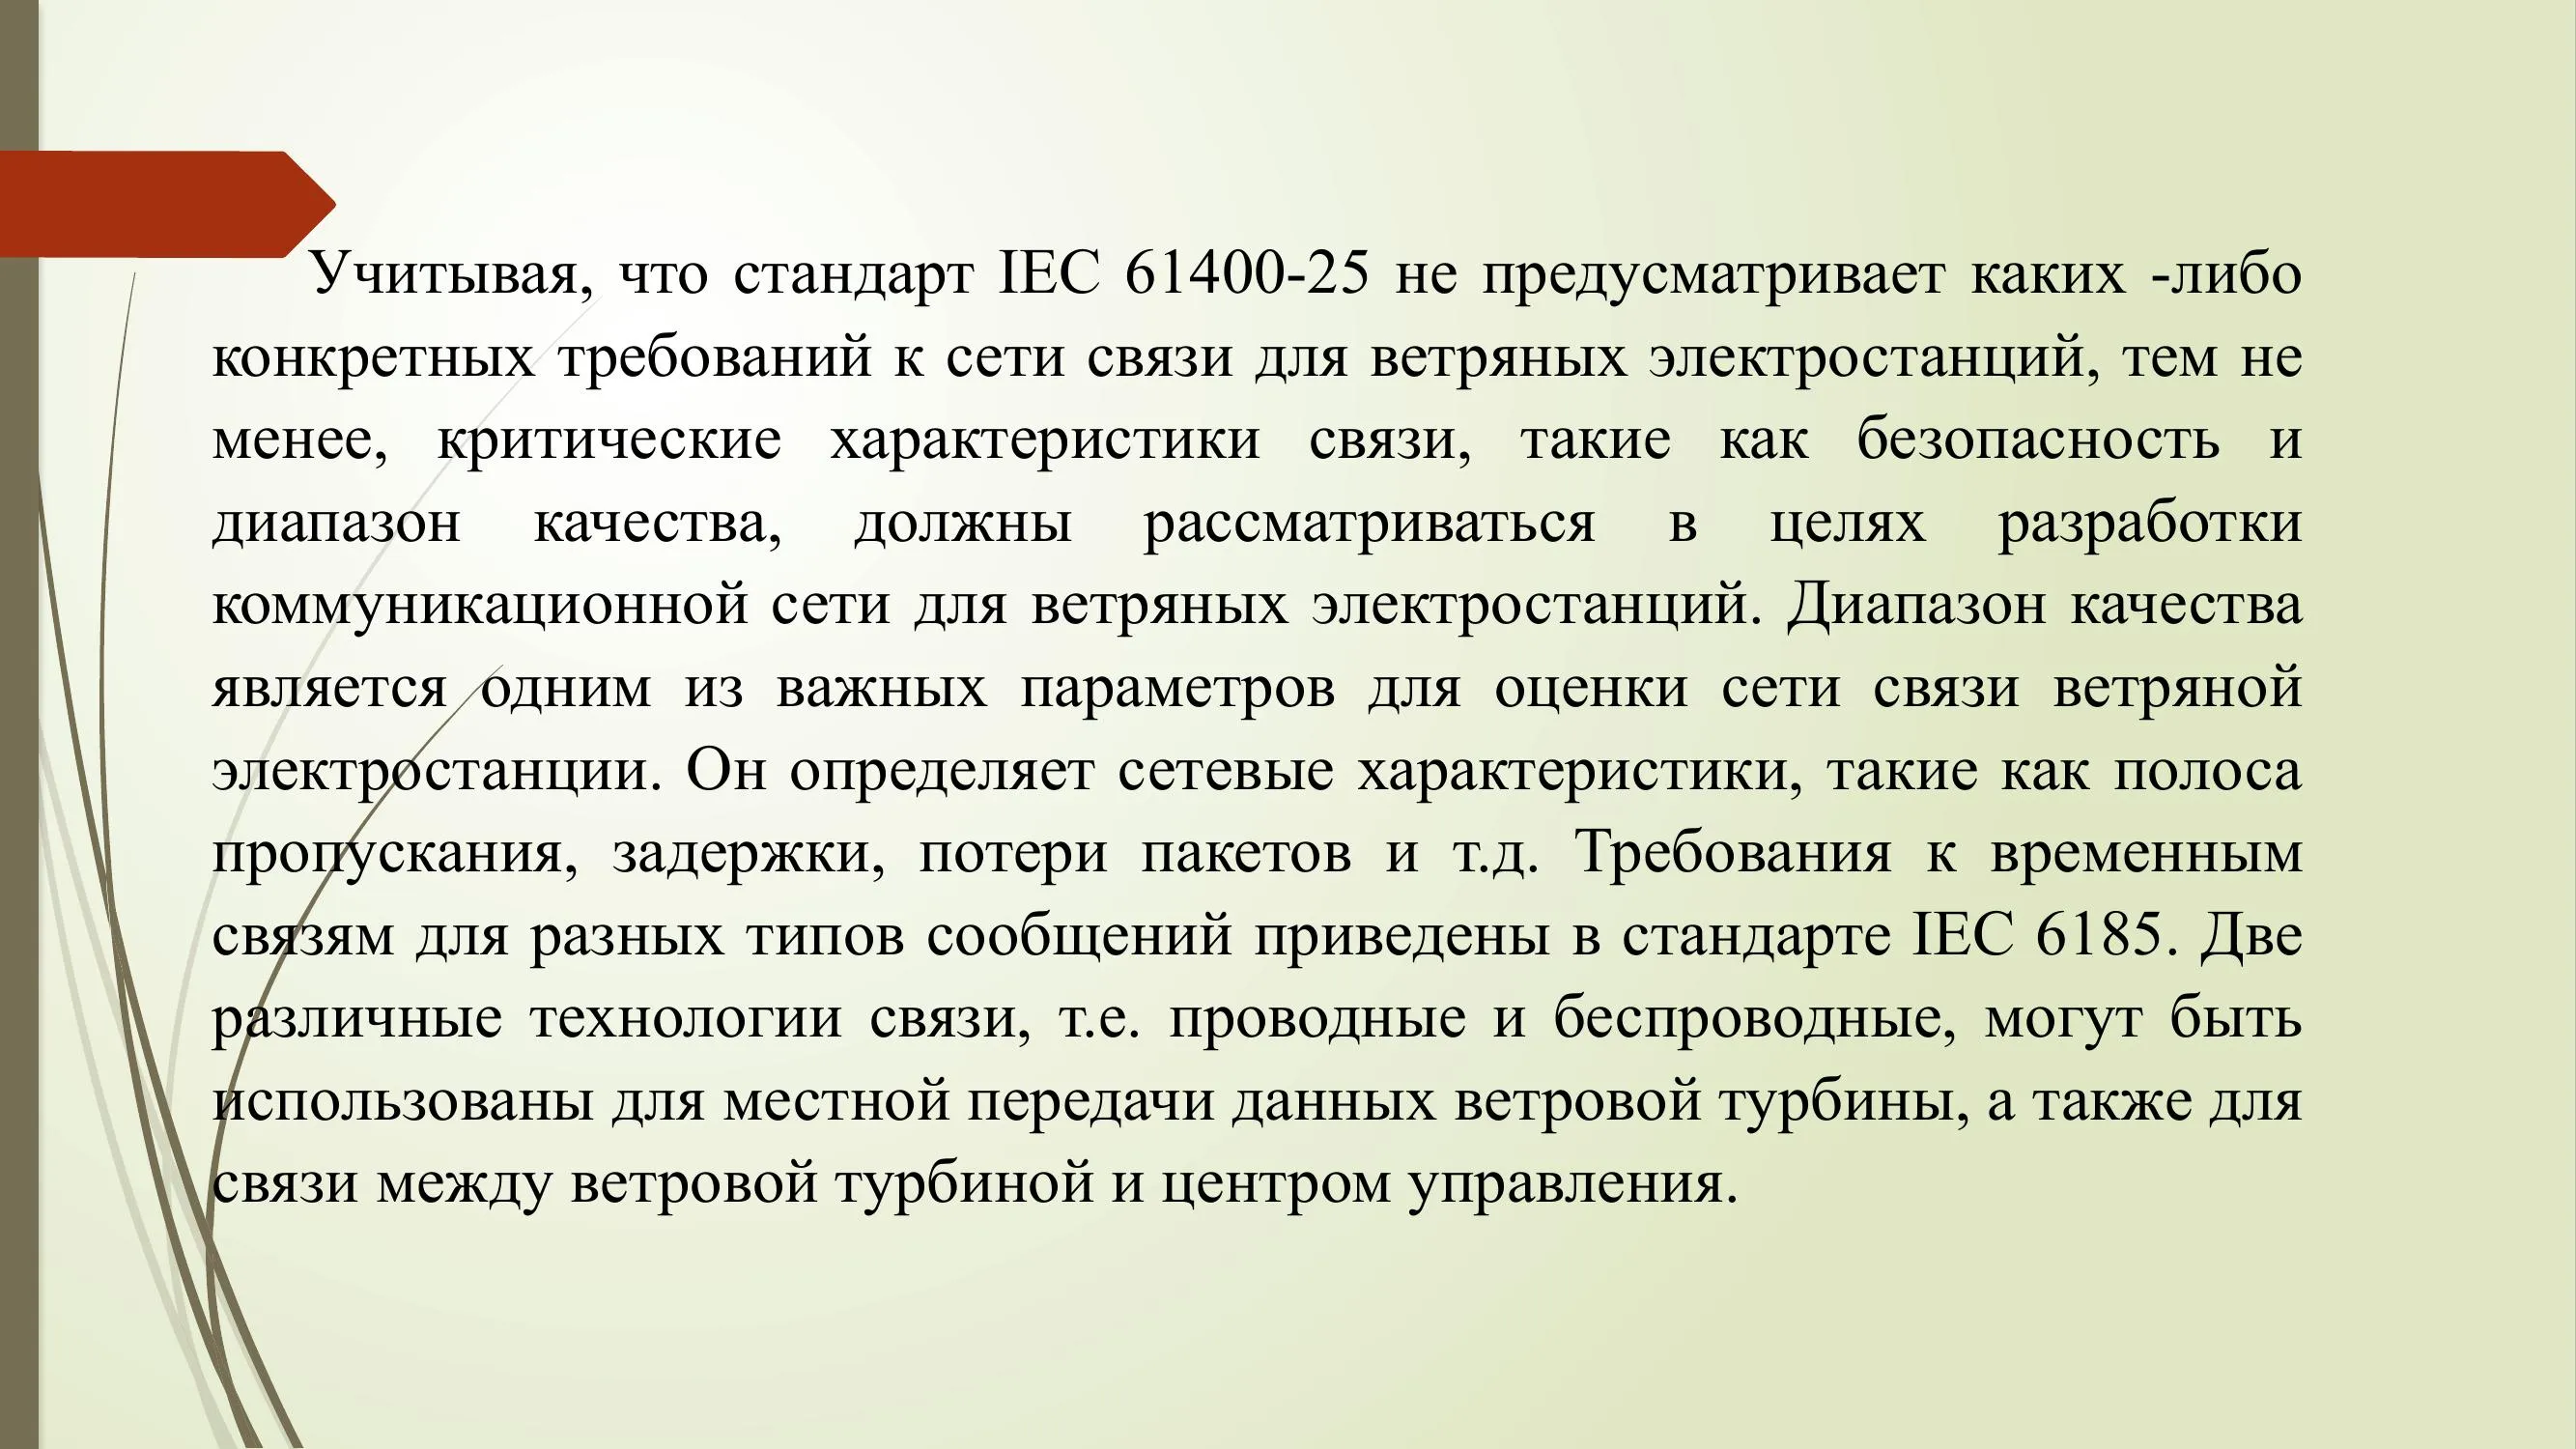 Учитывая, что стандарт IEC 61400-25 не предусматривает каких -либо
конкретных требований к сети связи для ветряных электростанций, тем не
менее, критические характеристики связи, такие как безопасность и
диапазон качества, должны рассматриваться в целях разработки
коммуникационной сети для ветряных электростанций. Диапазон качества
является одним из важных параметров для оценки сети связи ветряной
электростанции. Он определяет сетевые характеристики, такие как полоса
пропускания, задержки, потери пакетов и т.д. Требования к временным
связям для разных типов сообщений приведены в стандарте IEC 6185. Две
различные технологии связи, т.е. проводные и беспроводные, могут быть
использованы для местной передачи данных ветровой турбины, а также для
связи между ветровой турбиной и центром управления.